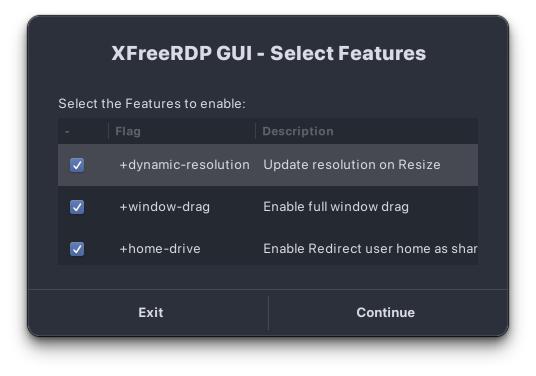 XFreeRDP GUI - Select Features
Select the Features to enable:
- Flag Description
+dynamic-resolution Update resolution on Resize
+window-drag Enable full window drag
+home-drive Enable Redirect user home as shar
Exit Continue